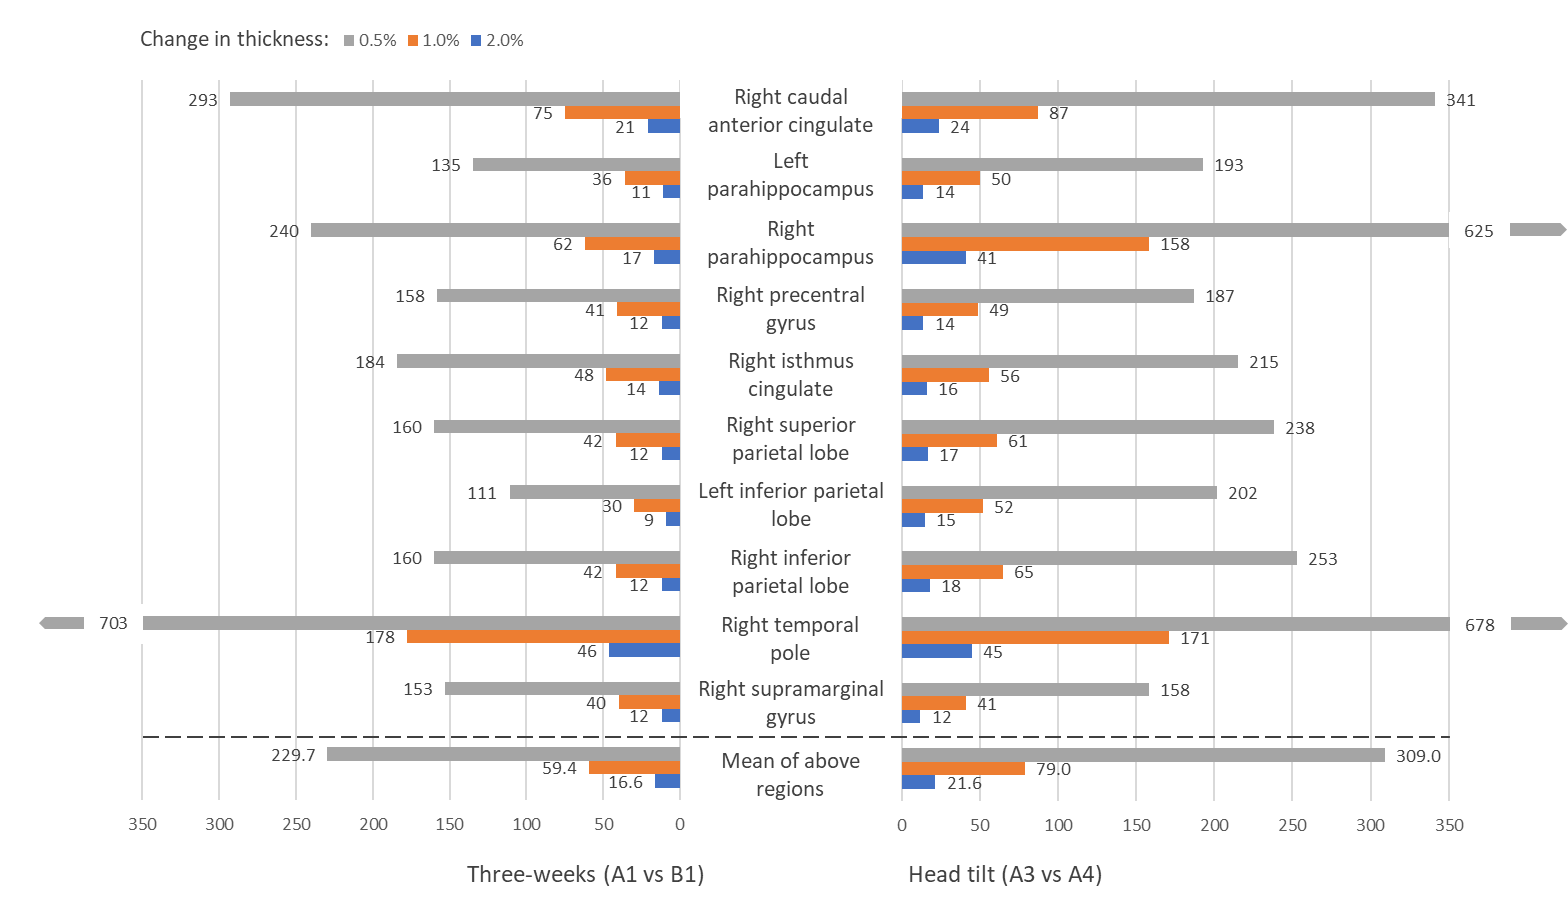 Change in thickness: 0.5% 1.0% 2.0%
293 Right caudal 341
75 anterior cingulate 87
21 24
135 Left 193
36 parahippocampus 50
11 14
240 Right 625
62 parahippocampus 158
17 41
158 Right precentral 187
41 gyrus 49
12 14
184 Right isthmus 215
48 cingulate 56
14 16
160 Right superior 238
42 parietal lobe 61
12 17
111 Left inferior parietal 202
30 lobe 52
9 15
160 Right inferior 253
42 parietal lobe 65
12 18
703 Right temporal 678
178 pole 171
46 45
153 Right supramarginal 158
40 gyrus 41
12 12
229.7 Mean of above 309.0
59.4 regions 79.0
16.6 21.6
350 300 250 200 150 100 50 0 0 50 100 150 200 250 300 350
Three-weeks (A1 vs B1) Head tilt (A3 vs A4)